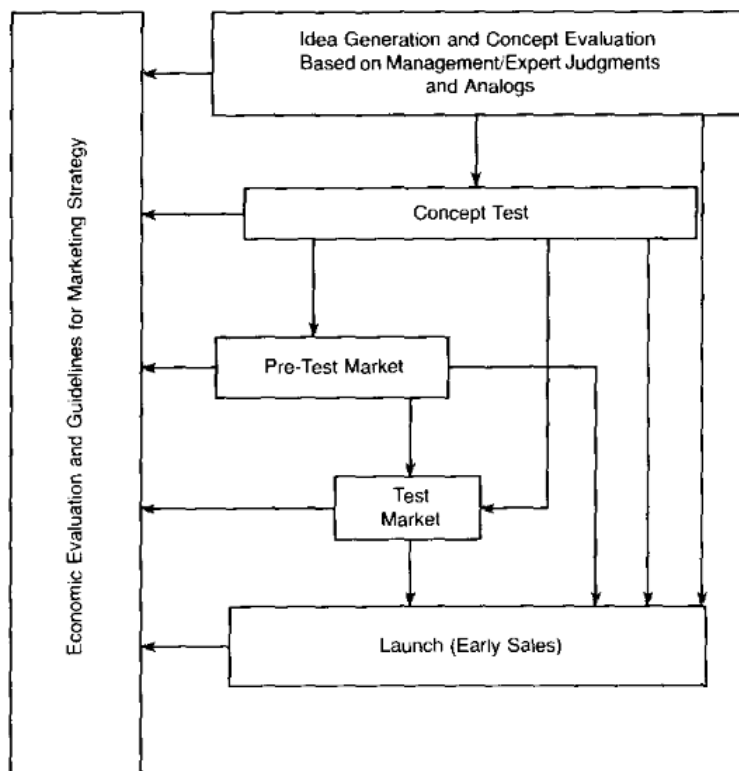 Economic Evaluation and Guidelines for Marketing Strategy
Idea Generation and Concept Evaluation
Based on Management/Expert Judgments
and Analogs
Concept Test
Pre-Test Market
Test
Market
Launch (Early Sales)